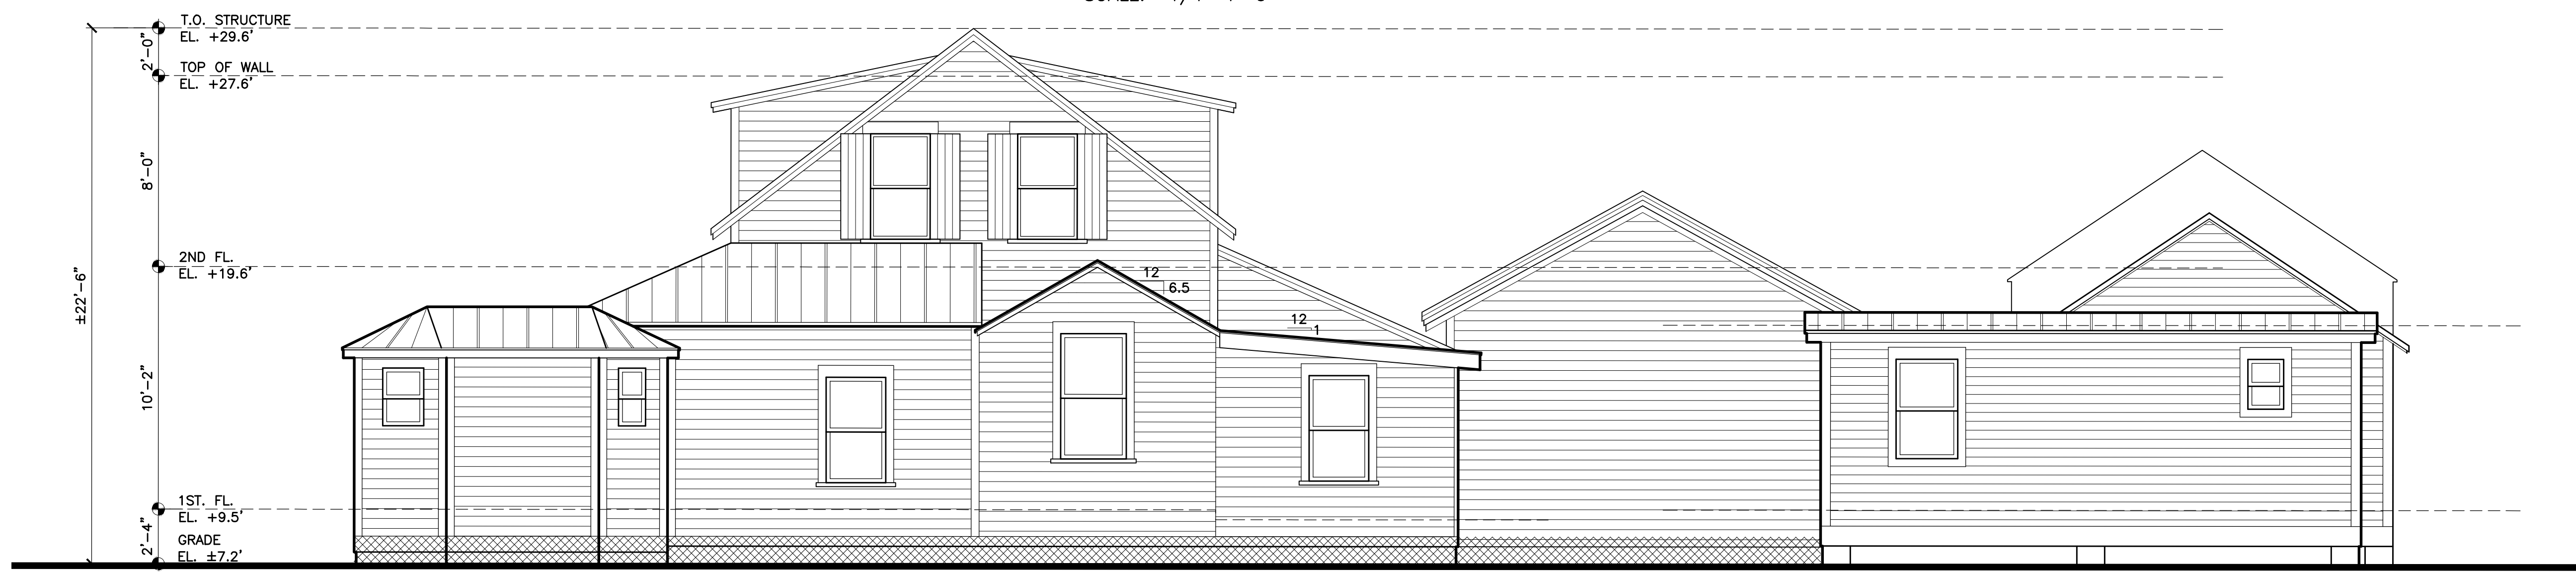 T.O. STRUCTURE
EL. +29.6'
2'-0"
TOP OF WALL
EL. +27.6'
8'-0"
2ND FL.
EL. +19.6'
±22'-6"
12
6.5
12
1
10'-2"
1ST. FL.
EL. +9.5'
2'-4"
GRADE
EL. ±7.2'